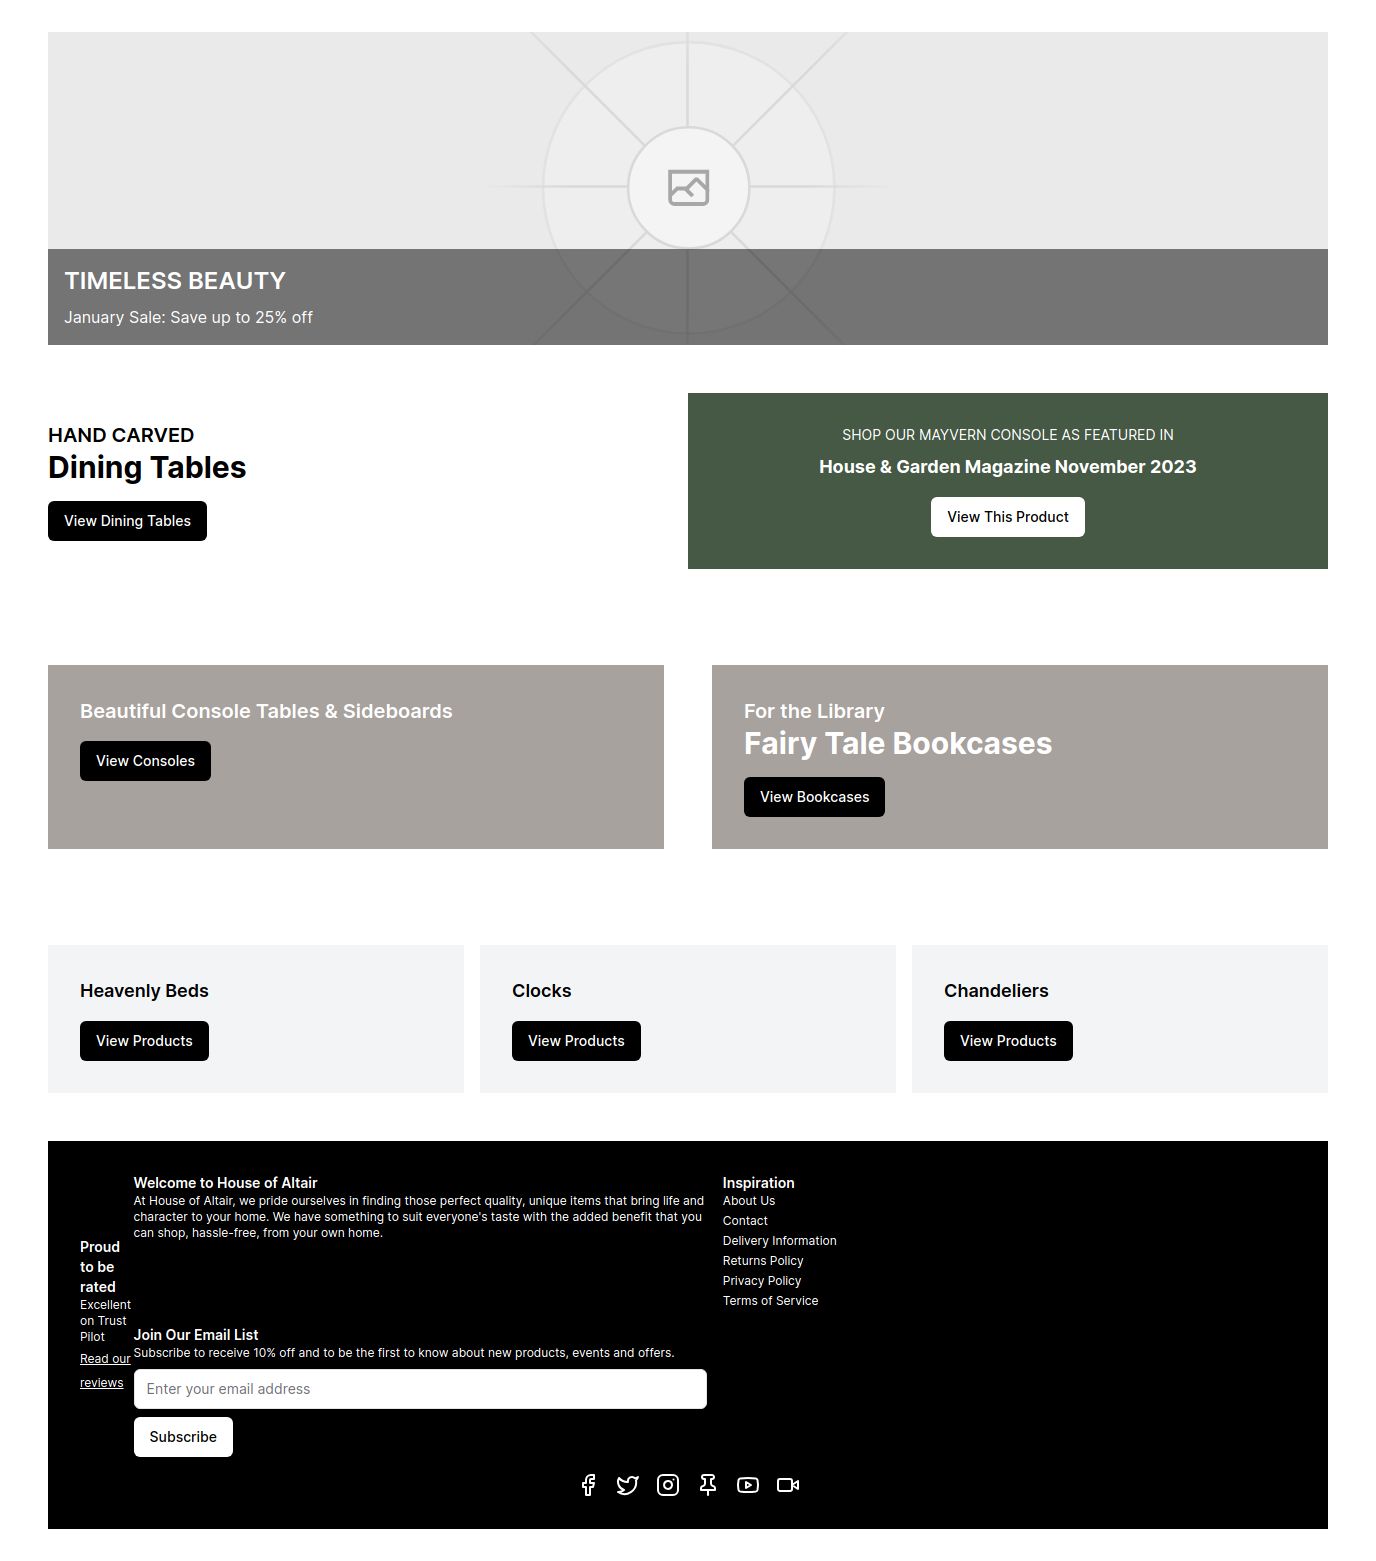 TIMELESS BEAUTY
January Sale: Save up to 25% off
HAND CARVED
Dining Tables
View Dining Tables
SHOP OUR MAYVERN CONSOLE AS FEATURED IN
House & Garden Magazine November 2023
View This Product
Beautiful Console Tables & Sideboards
View Consoles
For the Library
Fairy Tale Bookcases
View Bookcases
Heavenly Beds
View Products
Clocks
View Products
Chandeliers
View Products
Proud
to be
rated
Excellent
on Trust
Pilot
Read our
reviews
Welcome to House of Altair
At House of Altair, we pride ourselves in finding those perfect quality, unique items that bring life and
character to your home. We have something to suit everyone's taste with the added benefit that you
can shop, hassle-free, from your own home.
Join Our Email List
Subscribe to receive 10% off and to be the first to know about new products, events and offers.
Enter your email address
Subscribe
Inspiration
About Us
Contact
Delivery Information
Returns Policy
Privacy Policy
Terms of Service